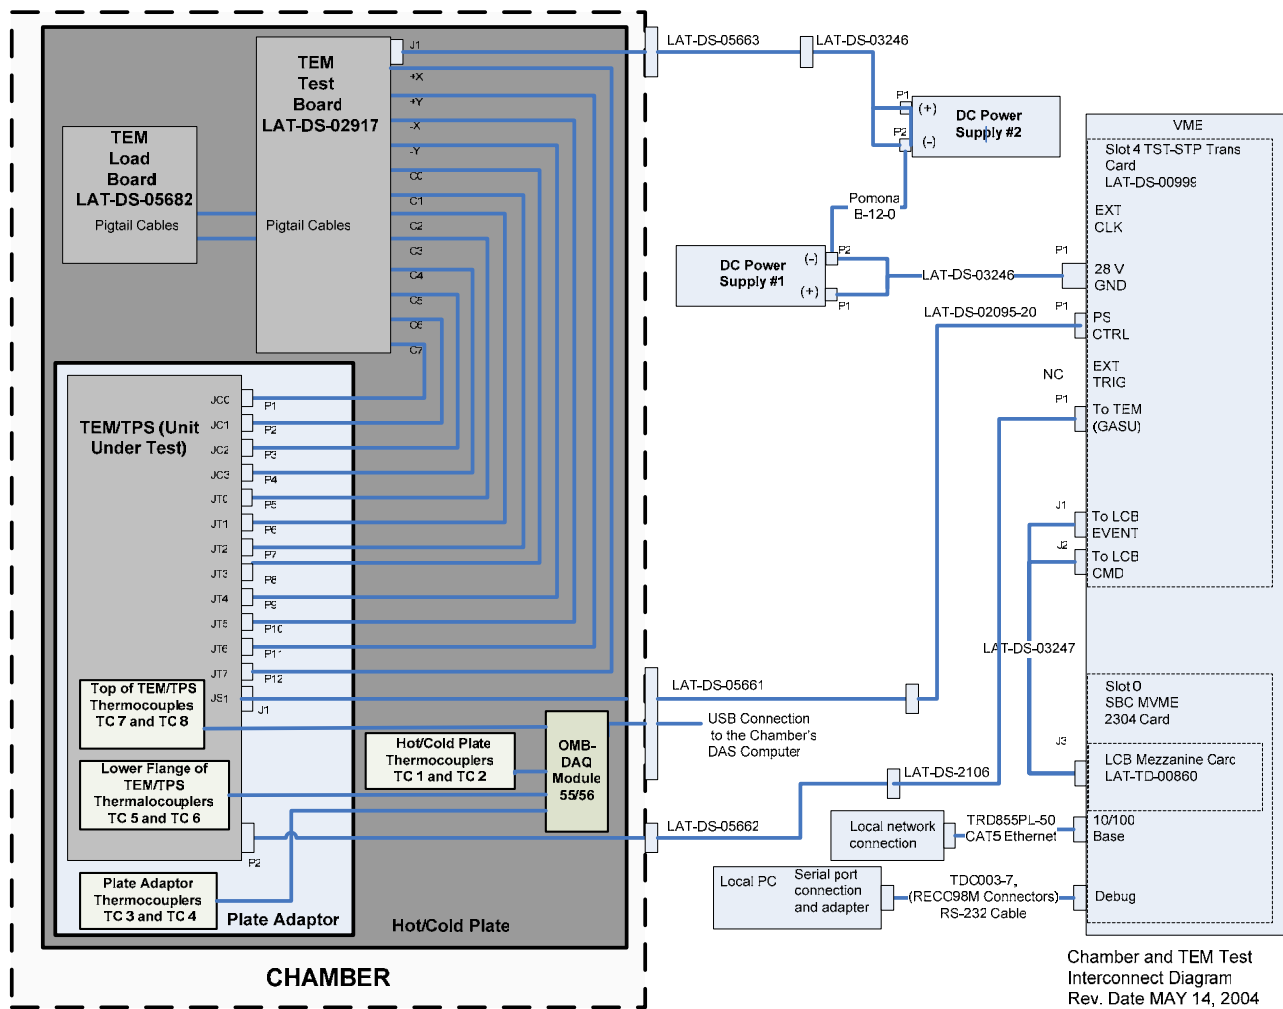 TEM
Test
Board
LAT-DS-02917
Pigtail Cables
TEM
Load
Board
LAT-DS-05682
Pigtail Cables
J1
+X
+Y
-X
-Y
C0
C1
C2
C3
C4
C5
C6
C7
TEM/TPS (Unit
Under Test)
JC0
JC1
JC2
JC3
JT0
JT1
JT2
JT3
JT4
JT5
JT6
JT7
JS1
P1
P2
P3
P4
P5
P6
P7
P8
P9
P10
P11
P12
J1
P2
Top of TEM/TPS
Thermocouples
TC 7 and TC 8
Lower Flange of
TEM/TPS
Thermalocouplers
TC 5 and TC 6
Plate Adaptor
Thermocouplers
TC 3 and TC 4
Plate Adaptor
Hot/Cold Plate
Thermocouplers
TC 1 and TC 2
OMB-
DAQ
Module
55/56
Hot/Cold Plate
CHAMBER
LAT-DS-05663
LAT-DS-03246
P1
(+)
P2
(-)
DC Power
Supply #2
Pomona
B-12-0
DC Power
Supply #1
(-)
(+)
P2
P1
LAT-DS-03246
LAT-DS-02095-20
LAT-DS-05661
USB Connection
to the Chamber's
DAS Computer
LAT-DS-2106
LAT-DS-05662
LAT-DS-03247
VME
Slot 4 TST-STP Trans
Card
LAT-DS-00999
EXT
CLK
P1
28 V
GND
P1
PS
CTRL
NC
EXT
TRIG
P1
To TEM
(GASU)
J1
To LCB
EVENT
J2
To LCB
CMD
Slot 0
SBC MVME
2304 Card
J3
LCB Mezzanine Card
LAT-TD-00860
10/100
Base
Debug
Local network
connection
TRD855PL-50
CAT5 Ethernet
Local PC
Serial port
connection
and adapter
TDC003-7,
(RECC98M Connectors)
RS-232 Cable
Chamber and TEM Test
Interconnect Diagram
Rev. Date MAY 14, 2004